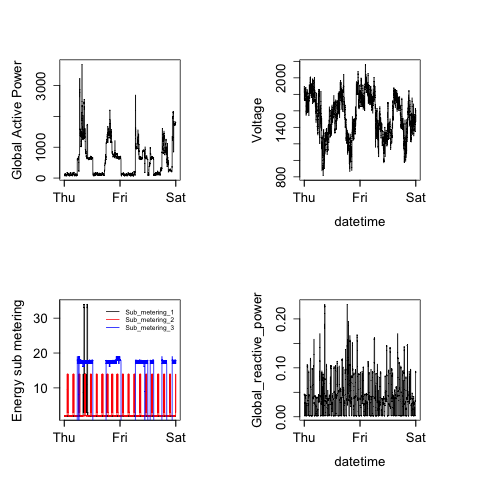 Global Active Power
0 1000 3000
Thu Fri Sat
Voltage
800 1400 2000
Thu Fri Sat
datetime
Energy sub metering
10 20 30
Sub_metering_1
Sub_metering_2
Sub_metering_3
Thu Fri Sat
Global_reactive_power
0.00 0.10 0.20
Thu Fri Sat
datetime